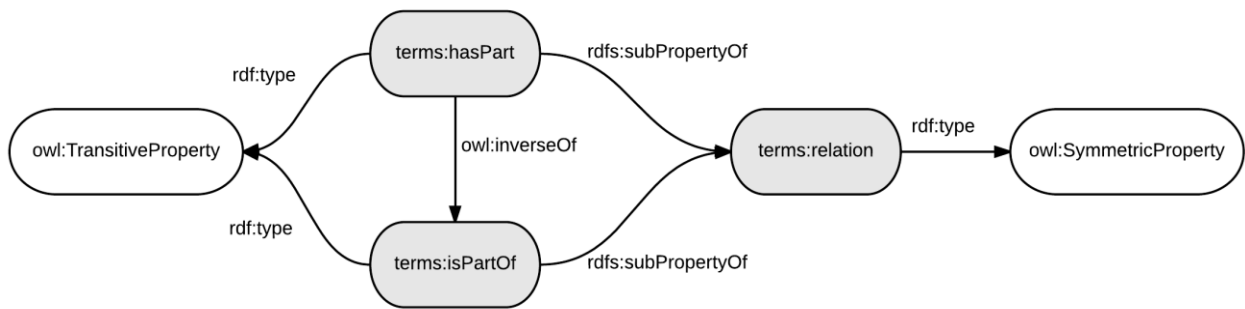 terms:hasPart
rdfs:subPropertyOf
rdf:type
rdf:type
owl:TransitiveProperty
owl:inverseOf
terms:relation
owl:SymmetricProperty
rdf:type
terms:isPartOf
rdfs:subPropertyOf